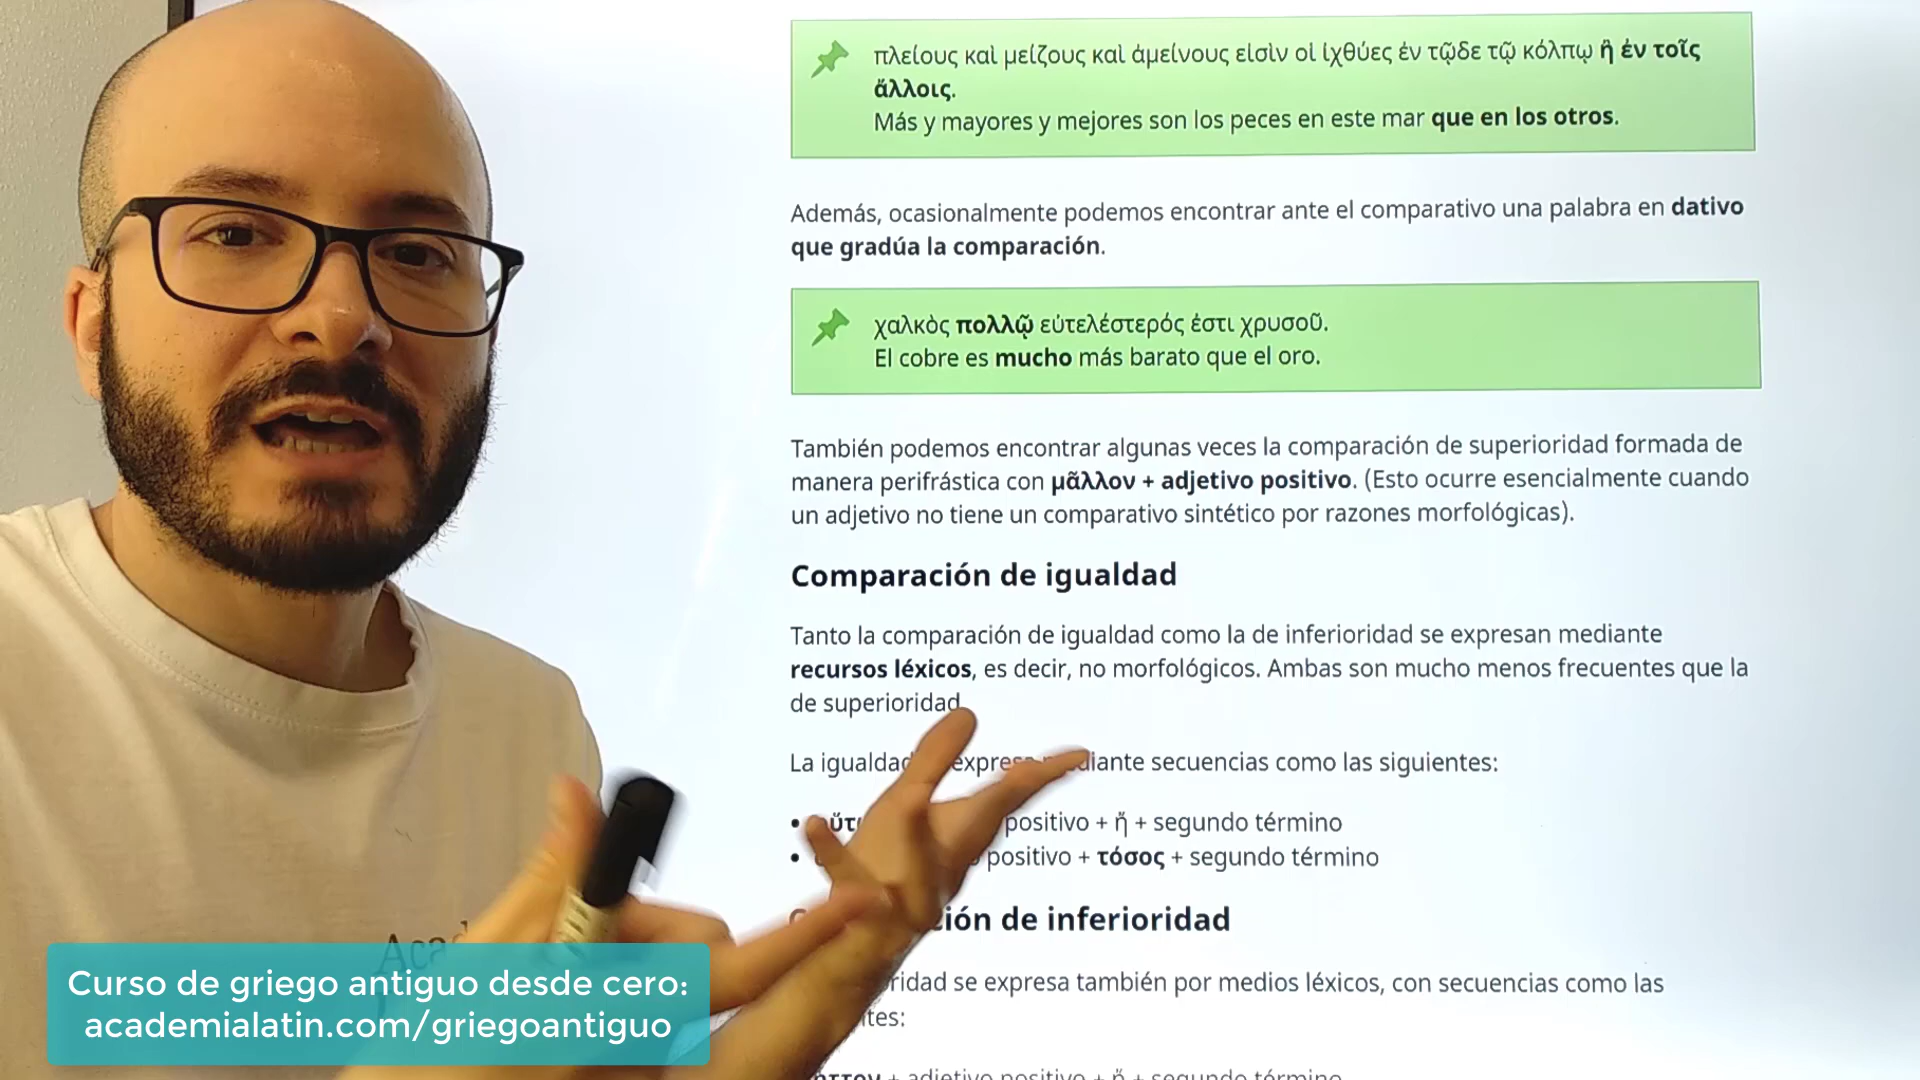 πλείους καὶ μείζους καὶ ἀμείνους εἰσὶν οἱ ἰχθύες ἐν τῷδε τῷ κόλπῳ ἢ ἐν τοῖς
ἄλλοις.
Más y mayores y mejores son los peces en este mar que en los otros.
Además, ocasionalmente podemos encontrar ante el comparativo una palabra en dativo
que gradúa la comparación.
χαλκὸς πολλῷ εὐτελέστερός ἐστι χρυσοῦ.
El cobre es mucho más barato que el oro.
También podemos encontrar algunas veces la comparación de superioridad formada de
manera perifrástica con μᾶλλον + adjetivo positivo. (Esto ocurre esencialmente cuando
un adjetivo no tiene un comparativo sintético por razones morfológicas).
Comparación de igualdad
Tanto la comparación de igualdad como la de inferioridad se expresan mediante
recursos léxicos, es decir, no morfológicos. Ambas son mucho menos frecuentes que la
de superioridad
La igualdad mediante secuencias como las siguientes:
positivo + ἤ + segundo término
positivo + τόσος + segundo término
de inferioridad
se expresa también por medios léxicos, con secuencias como las
+ adjetivo positivo + ἤ + segundo término
Curso de griego antiguo desde cero:
academialatin.com/griegoantiguo